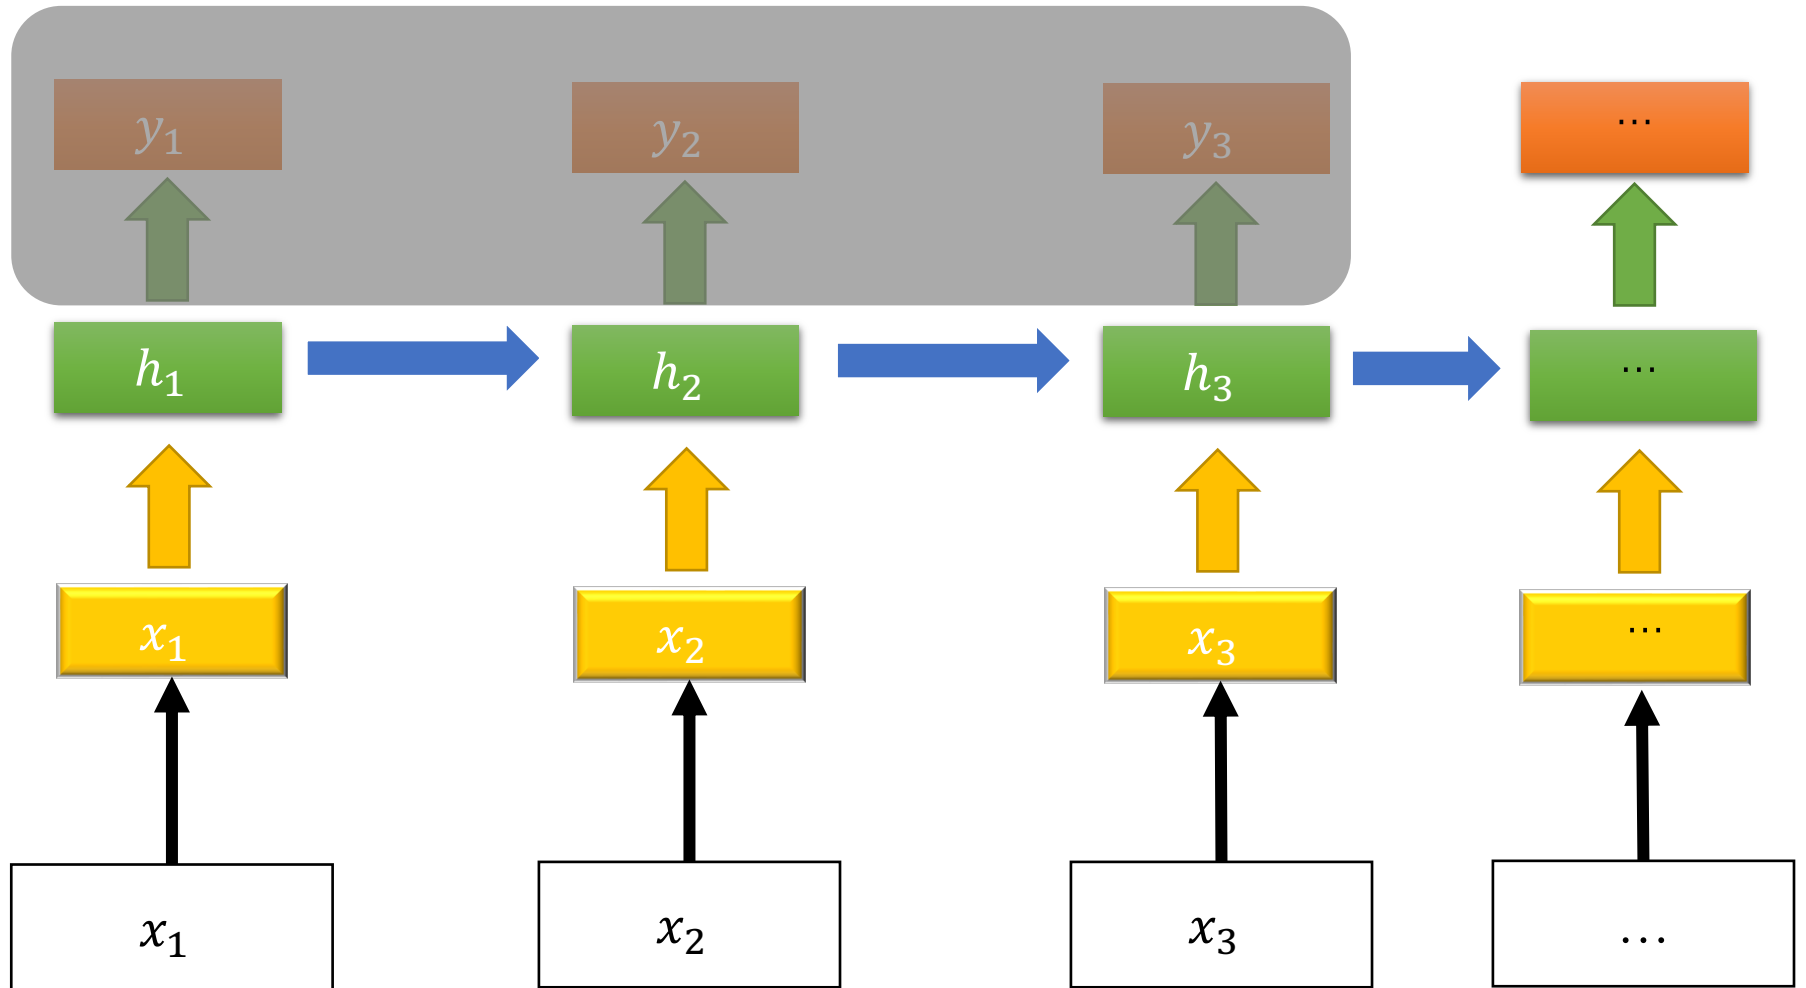 y₁ y₂ y₃ ...
h₁ h₂ h₃ ...
x₁ x₂ x₃ ...
x₁ x₂ x₃ ...